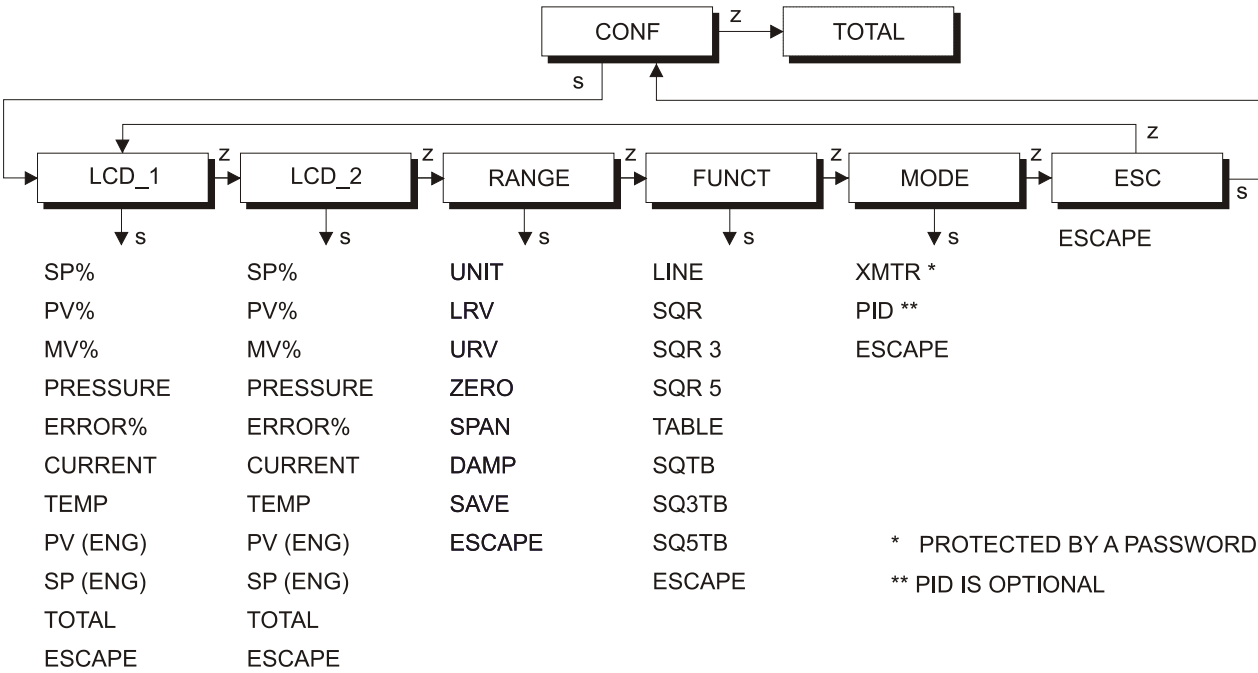 CONF
z
TOTAL
s
z
LCD_1
z
LCD_2
z
RANGE
z
FUNCT
z
MODE
z
ESC
s
s
s
s
s
s
ESCAPE
SP%
PV%
MV%
PRESSURE
ERROR%
CURRENT
TEMP
PV (ENG)
SP (ENG)
TOTAL
ESCAPE
SP%
PV%
MV%
PRESSURE
ERROR%
CURRENT
TEMP
PV (ENG)
SP (ENG)
TOTAL
ESCAPE
UNIT
LRV
URV
ZERO
SPAN
DAMP
SAVE
ESCAPE
LINE
SQR
SQR 3
SQR 5
TABLE
SQTB
SQ3TB
SQ5TB
ESCAPE
XMTR *
PID **
ESCAPE
* PROTECTED BY A PASSWORD
** PID IS OPTIONAL